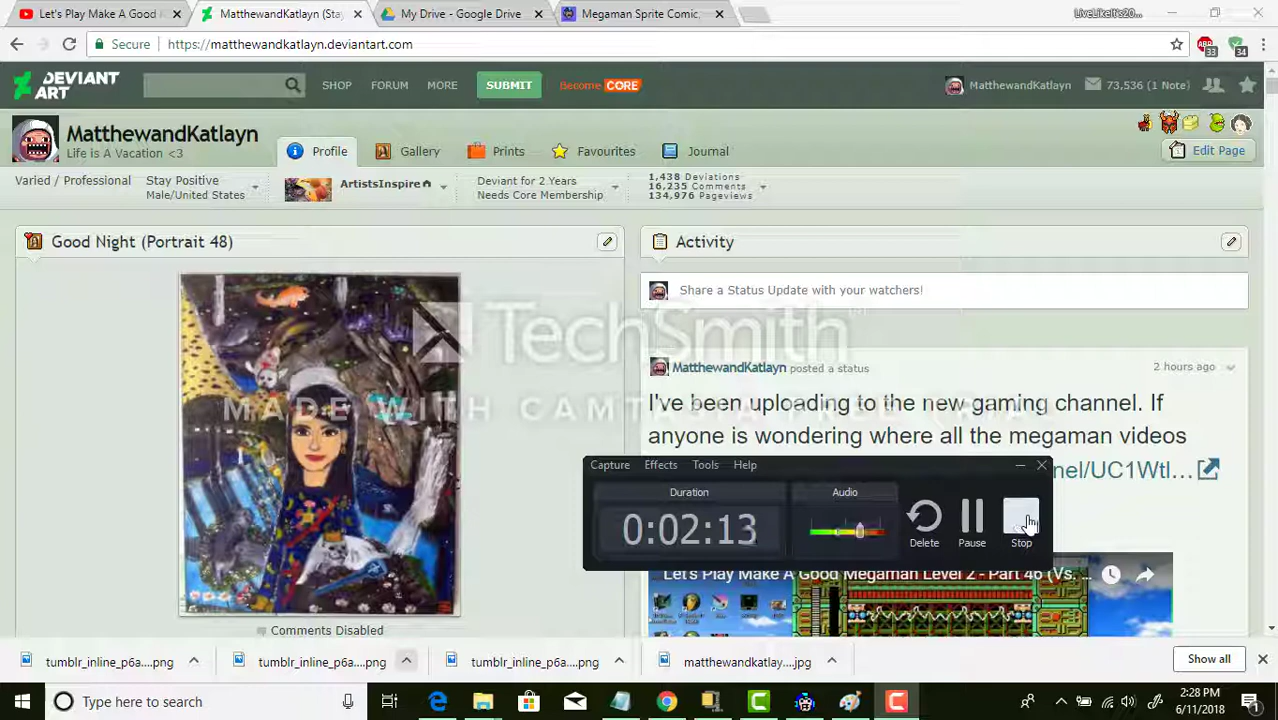 Let's Play Make A Good
MatthewandKatlayn (Stay
My Drive - Google Drive
Megaman Sprite Comic,
LiveLikeIt's20...
Secure
https://matthewandkatlayn.deviantart.com
33
34
DEVIANT ART
SHOP
FORUM
MORE
SUBMIT
Become CORE
MatthewandKatlayn
73,536 (1 Note)
MatthewandKatlayn
Life is A Vacation <3
Profile
Gallery
Prints
Favourites
Journal
Edit Page
Varied / Professional
Stay Positive
Male/United States
ArtistsInspire
Deviant for 2 Years
Needs Core Membership
1,438 Deviations
16,235 Comments
134,976 Pageviews
Good Night (Portrait 48)
Activity
Share a Status Update with your watchers!
TechSmith
MatthewandKatlayn posted a status
2 hours ago
I've been uploading to the new gaming channel. If
anyone is wondering where all the megaman videos
nel/UC1Wtl...
Capture
Effects
Tools
Help
Duration
Audio
0:02:13
Delete
Pause
Stop
Let's Play Make A Good Megaman Level 2 - Part 46 (Vs. ...
Comments Disabled
tumblr_inline_p6a....png
tumblr_inline_p6a....png
tumblr_inline_p6a....png
matthewandkatlay....jpg
Show all
Type here to search
2:28 PM
6/11/2018